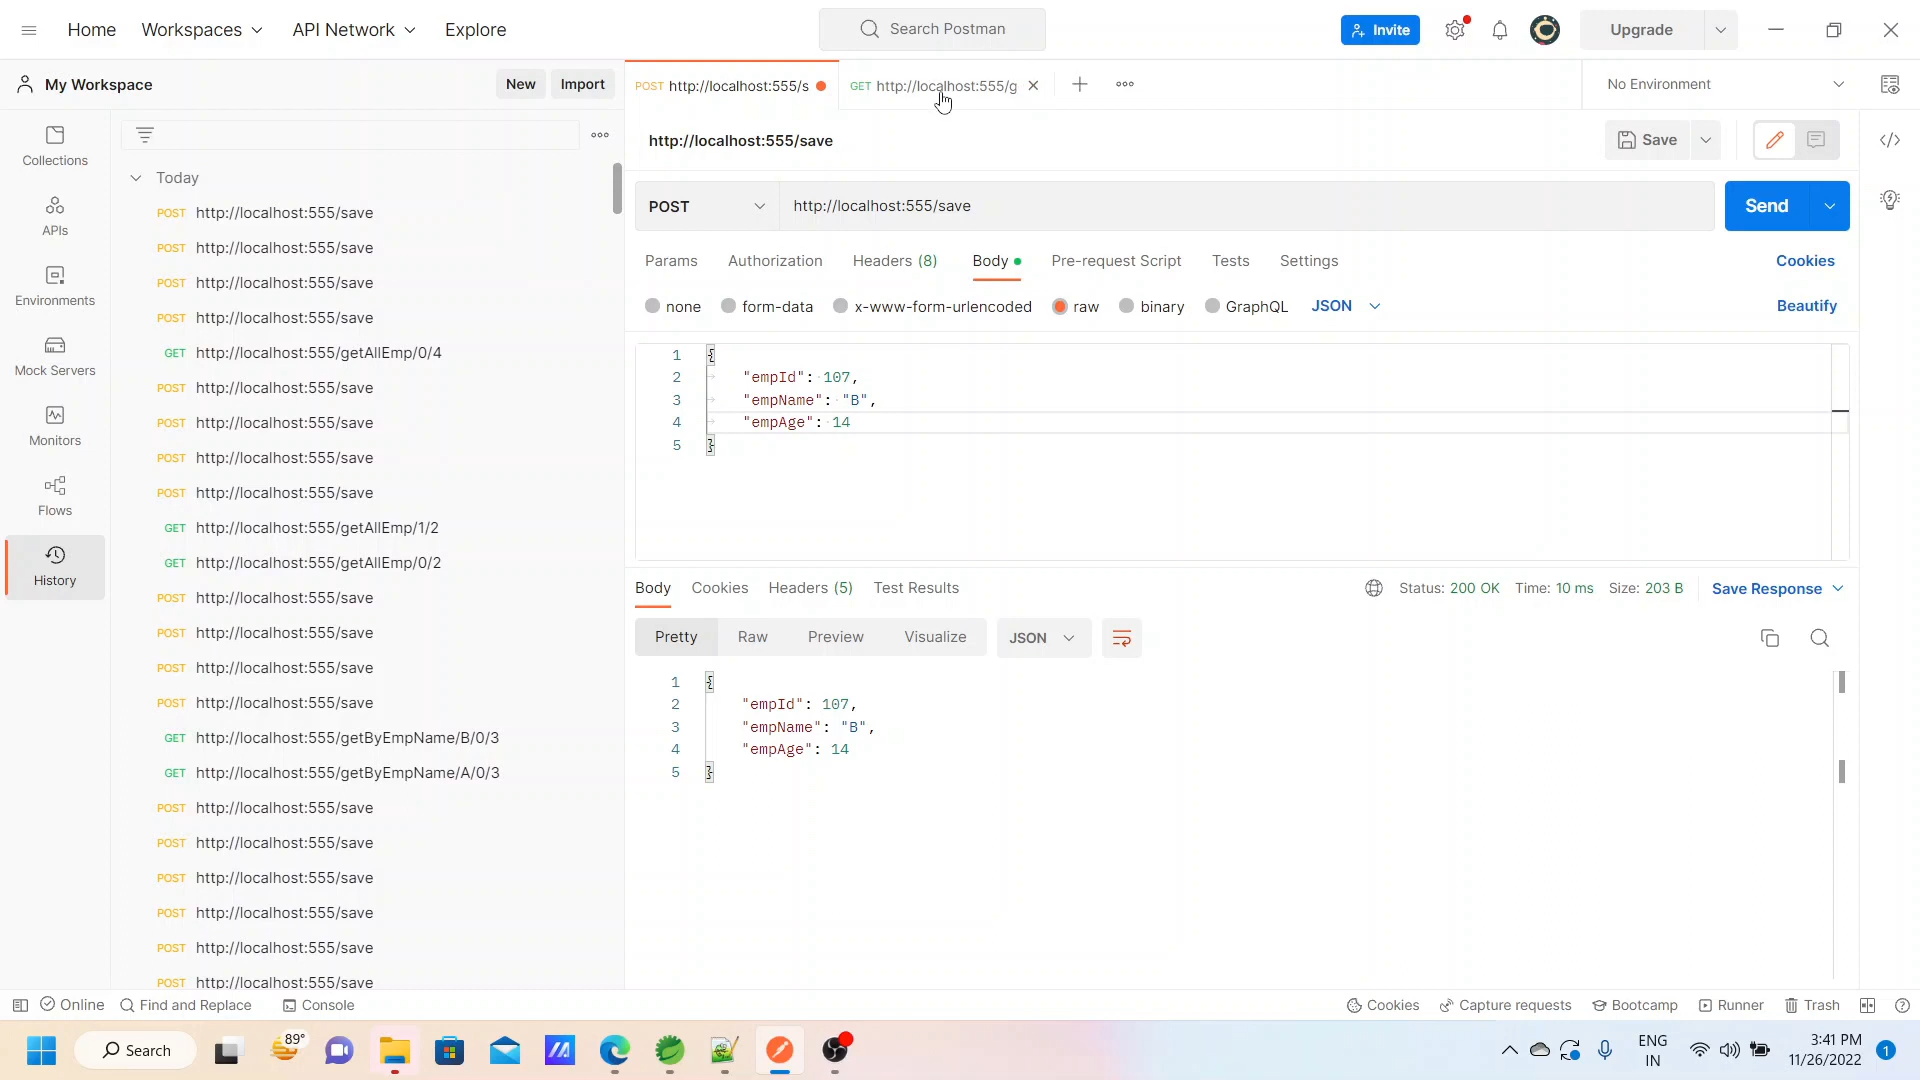 Home Workspaces API Network Explore
Search Postman
Invite
Upgrade
My Workspace
New Import
POST http://localhost:555/s
GET http://localhost:555/g
No Environment
http://localhost:555/save
Save
POST
http://localhost:555/save
Send
Params Authorization Headers (8) Body Pre-request Script Tests Settings Cookies
none form-data x-www-form-urlencoded raw binary GraphQL JSON Beautify
1 {
2 "empId": 107,
3 "empName": "B",
4 "empAge": 14
5 }
Body Cookies Headers (5) Test Results
Status: 200 OK Time: 10 ms Size: 203 B Save Response
Pretty Raw Preview Visualize JSON
1 {
2 "empId": 107,
3 "empName": "B",
4 "empAge": 14
5 }
Collections
APIs
Environments
Mock Servers
Monitors
Flows
History
Today
POST http://localhost:555/save
POST http://localhost:555/save
POST http://localhost:555/save
POST http://localhost:555/save
GET http://localhost:555/getAllEmp/0/4
POST http://localhost:555/save
POST http://localhost:555/save
POST http://localhost:555/save
POST http://localhost:555/save
GET http://localhost:555/getAllEmp/1/2
GET http://localhost:555/getAllEmp/0/2
POST http://localhost:555/save
POST http://localhost:555/save
POST http://localhost:555/save
POST http://localhost:555/save
GET http://localhost:555/getByEmpName/B/0/3
GET http://localhost:555/getByEmpName/A/0/3
POST http://localhost:555/save
POST http://localhost:555/save
POST http://localhost:555/save
POST http://localhost:555/save
POST http://localhost:555/save
POST http://localhost:555/save
Online Find and Replace Console
Cookies Capture requests Bootcamp Runner Trash
Search
89°
ENG
IN
3:41 PM
11/26/2022
1